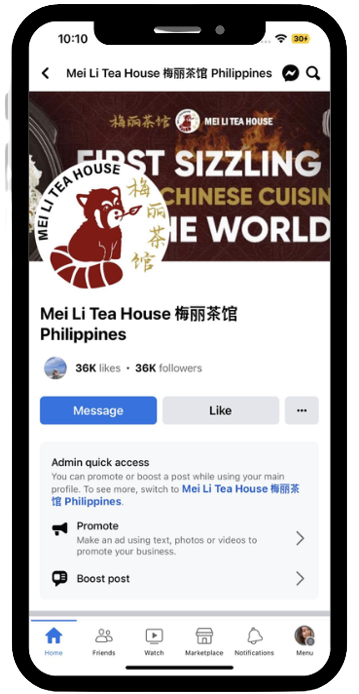 10:10
30+
Mei Li Tea House 梅丽茶馆 Philippines
梅丽茶馆 MEI LI TEA HOUSE
FIRST SIZZLING
CHINESE CUISIN
HE WORLD
MEI LI TEA HOUSE
梅丽茶馆
Mei Li Tea House 梅丽茶馆
Philippines
36K likes • 36K followers
Message Like ...
Admin quick access
You can promote or boost a post while using your main
profile. To see more, switch to Mei Li Tea House 梅丽茶
馆 Philippines.
Promote
Make an ad using text, photos or videos to
promote your business.
Boost post
Home Friends Watch Marketplace Notifications Menu